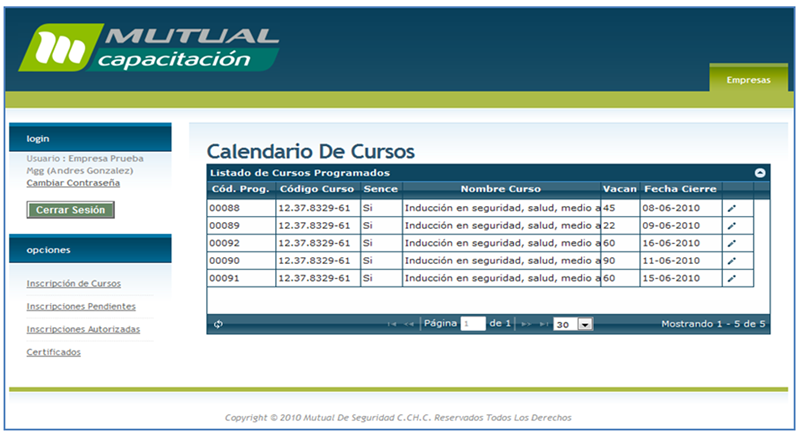 MUTUAL
capacitación
Empresas
login
Usuario : Empresa Prueba
Mgg (Andres Gonzalez)
Cambiar Contraseña
Cerrar Sesión
opciones
Inscripción de Cursos
Inscripciones Pendientes
Inscripciones Autorizadas
Certificados
Calendario De Cursos
Listado de Cursos Programados
Cód. Prog. Código Curso Sence Nombre Curso Vacan Fecha Cierre
00088 12.37.8329-61 Si Inducción en seguridad, salud, medio a 45 08-06-2010
00089 12.37.8329-61 Si Inducción en seguridad, salud, medio a 22 09-06-2010
00092 12.37.8329-61 Si Inducción en seguridad, salud, medio a 60 16-06-2010
00090 12.37.8329-61 Si Inducción en seguridad, salud, medio a 90 11-06-2010
00091 12.37.8329-61 Si Inducción en seguridad, salud, medio a 60 15-06-2010
Página 1 de 1 30 Mostrando 1 - 5 de 5
Copyright © 2010 Mutual De Seguridad C.CH.C. Reservados Todos Los Derechos